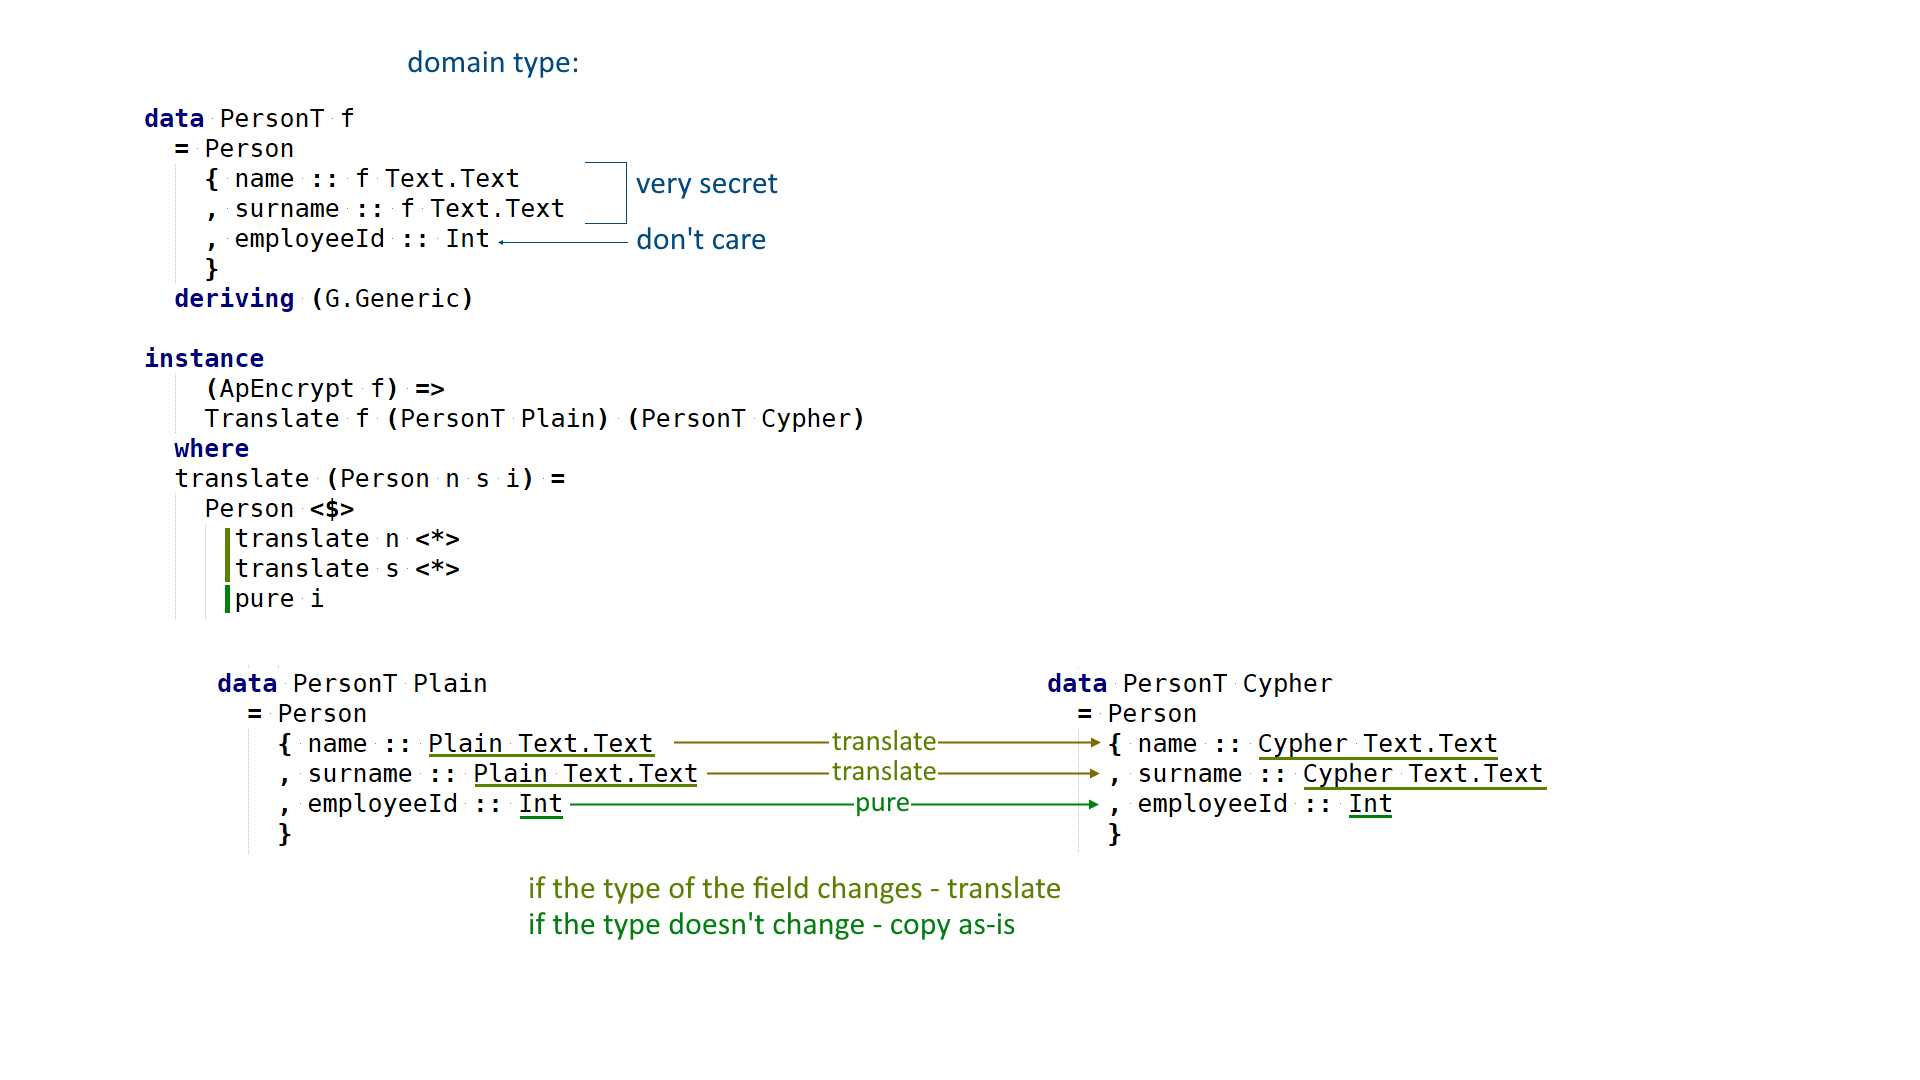 domain type:
data PersonT f
= Person
{ name :: f Text.Text
, surname :: f Text.Text
very secret
, employeeId :: Int
don't care
}
deriving (G.Generic)
instance
(ApEncrypt f) =>
Translate f (PersonT Plain) (PersonT Cypher)
where
translate (Person n s i) =
Person <$>
translate n <*>
translate s <*>
pure i
data PersonT Plain
= Person
{ name :: Plain Text.Text
, surname :: Plain Text.Text
, employeeId :: Int
}
translate
translate
pure
data PersonT Cypher
= Person
{ name :: Cypher Text.Text
, surname :: Cypher Text.Text
, employeeId :: Int
}
if the type of the field changes - translate
if the type doesn't change - copy as-is